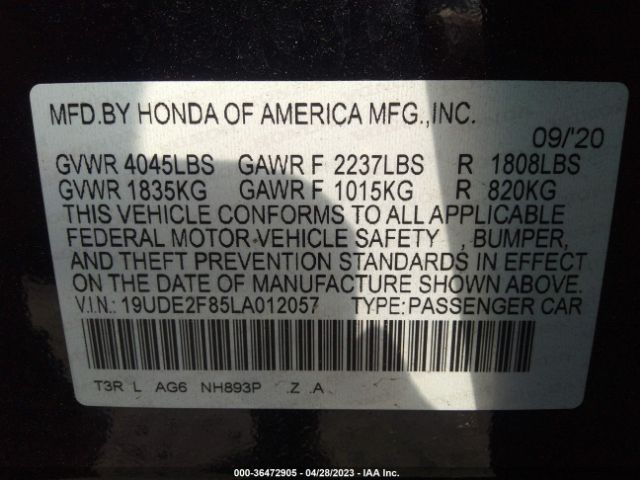 MFD.BY HONDA OF AMERICA MFG.,INC.
09/'20
GVWR 4045LBS GAWR F 2237LBS R 1808LBS
GVWR 1835KG GAWR F 1015KG R 820KG
THIS VEHICLE CONFORMS TO ALL APPLICABLE
FEDERAL MOTOR-VEHICLE SAFETY , BUMPER,
AND THEFT PREVENTION STANDARDS IN EFFECT
ON THE DATE OF MANUFACTURE SHOWN ABOVE.
V.I.N: 19UDE2F85LA012057 TYPE:PASSENGER CAR
T3R L AG6 NH893P .Z .A
000-36472905 - 04/28/2023 - IAA Inc.